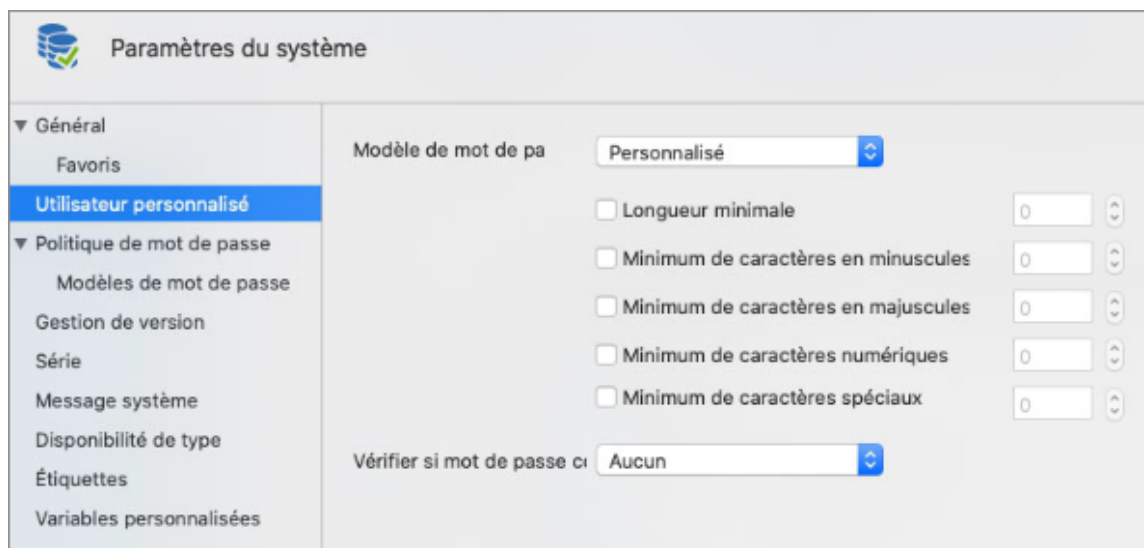 Paramètres du système
Général
Favoris
Utilisateur personnalisé
Politique de mot de passe
Modèles de mot de passe
Gestion de version
Série
Message système
Disponibilité de type
Étiquettes
Variables personnalisées
Modèle de mot de pa
Personnalisé
Longueur minimale 0
Minimum de caractères en minuscules 0
Minimum de caractères en majuscules 0
Minimum de caractères numériques 0
Minimum de caractères spéciaux 0
Vérifier si mot de passe c
Aucun